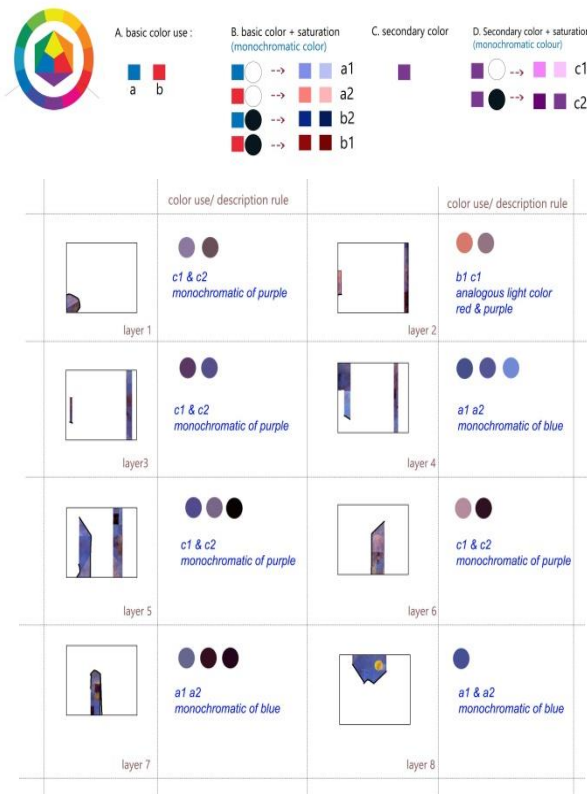 A. basic color use :
a b
B. basic color + saturation
(monochromatic color)
a1
a2
b2
b1
C. secondary color
D. Secondary color + saturation
(monochromatic colour)
c1
c2
color use/ description rule
color use/ description rule
layer 1
c1 & c2
monochromatic of purple
layer 2
b1 c1
analogous light color
red & purple
layer3
c1 & c2
monochromatic of purple
layer 4
a1 a2
monochromatic of blue
layer 5
c1 & c2
monochromatic of purple
layer 6
c1 & c2
monochromatic of purple
layer 7
a1 a2
monochromatic of blue
layer 8
a1 & a2
monochromatic of blue